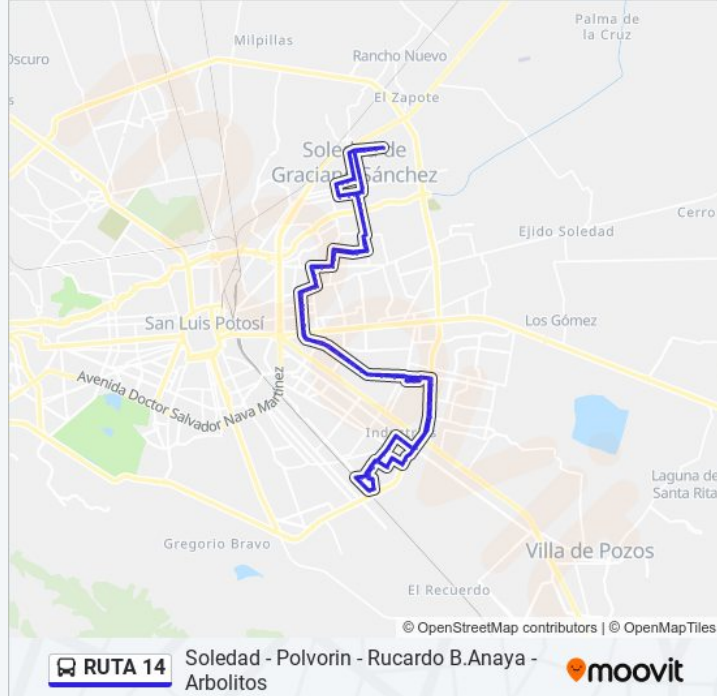 Palma de
la Cruz
Milpillas
Oscuro
Rancho Nuevo
El Zapote
Soledad de
Graciano Sánchez
Cerro
Ejido Soledad
San Luis Potosí
Los Gómez
Avenida Doctor Salvador Nava Martínez
Laguna de
Santa Rita
Gregorio Bravo
Villa de Pozos
El Recuerdo
© OpenStreetMap contributors | © OpenMapTiles
RUTA 14
Soledad - Polvorin - Rucardo B.Anaya -
Arbolitos
moovit